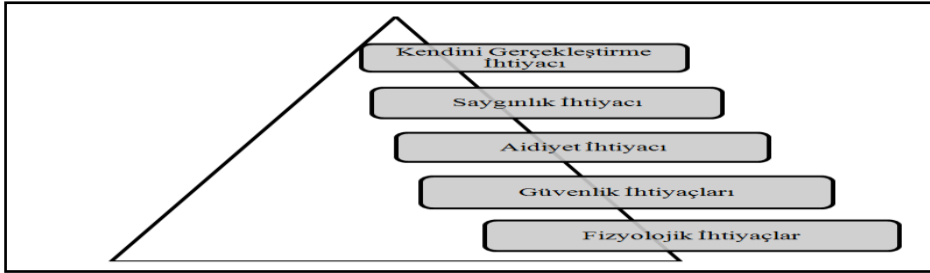 Kendini Gerçekleştirme
İhtiyacı
Saygınlık İhtiyacı
Aidiyet İhtiyacı
Güvenlik İhtiyaçları
Fizyolojik İhtiyaçlar